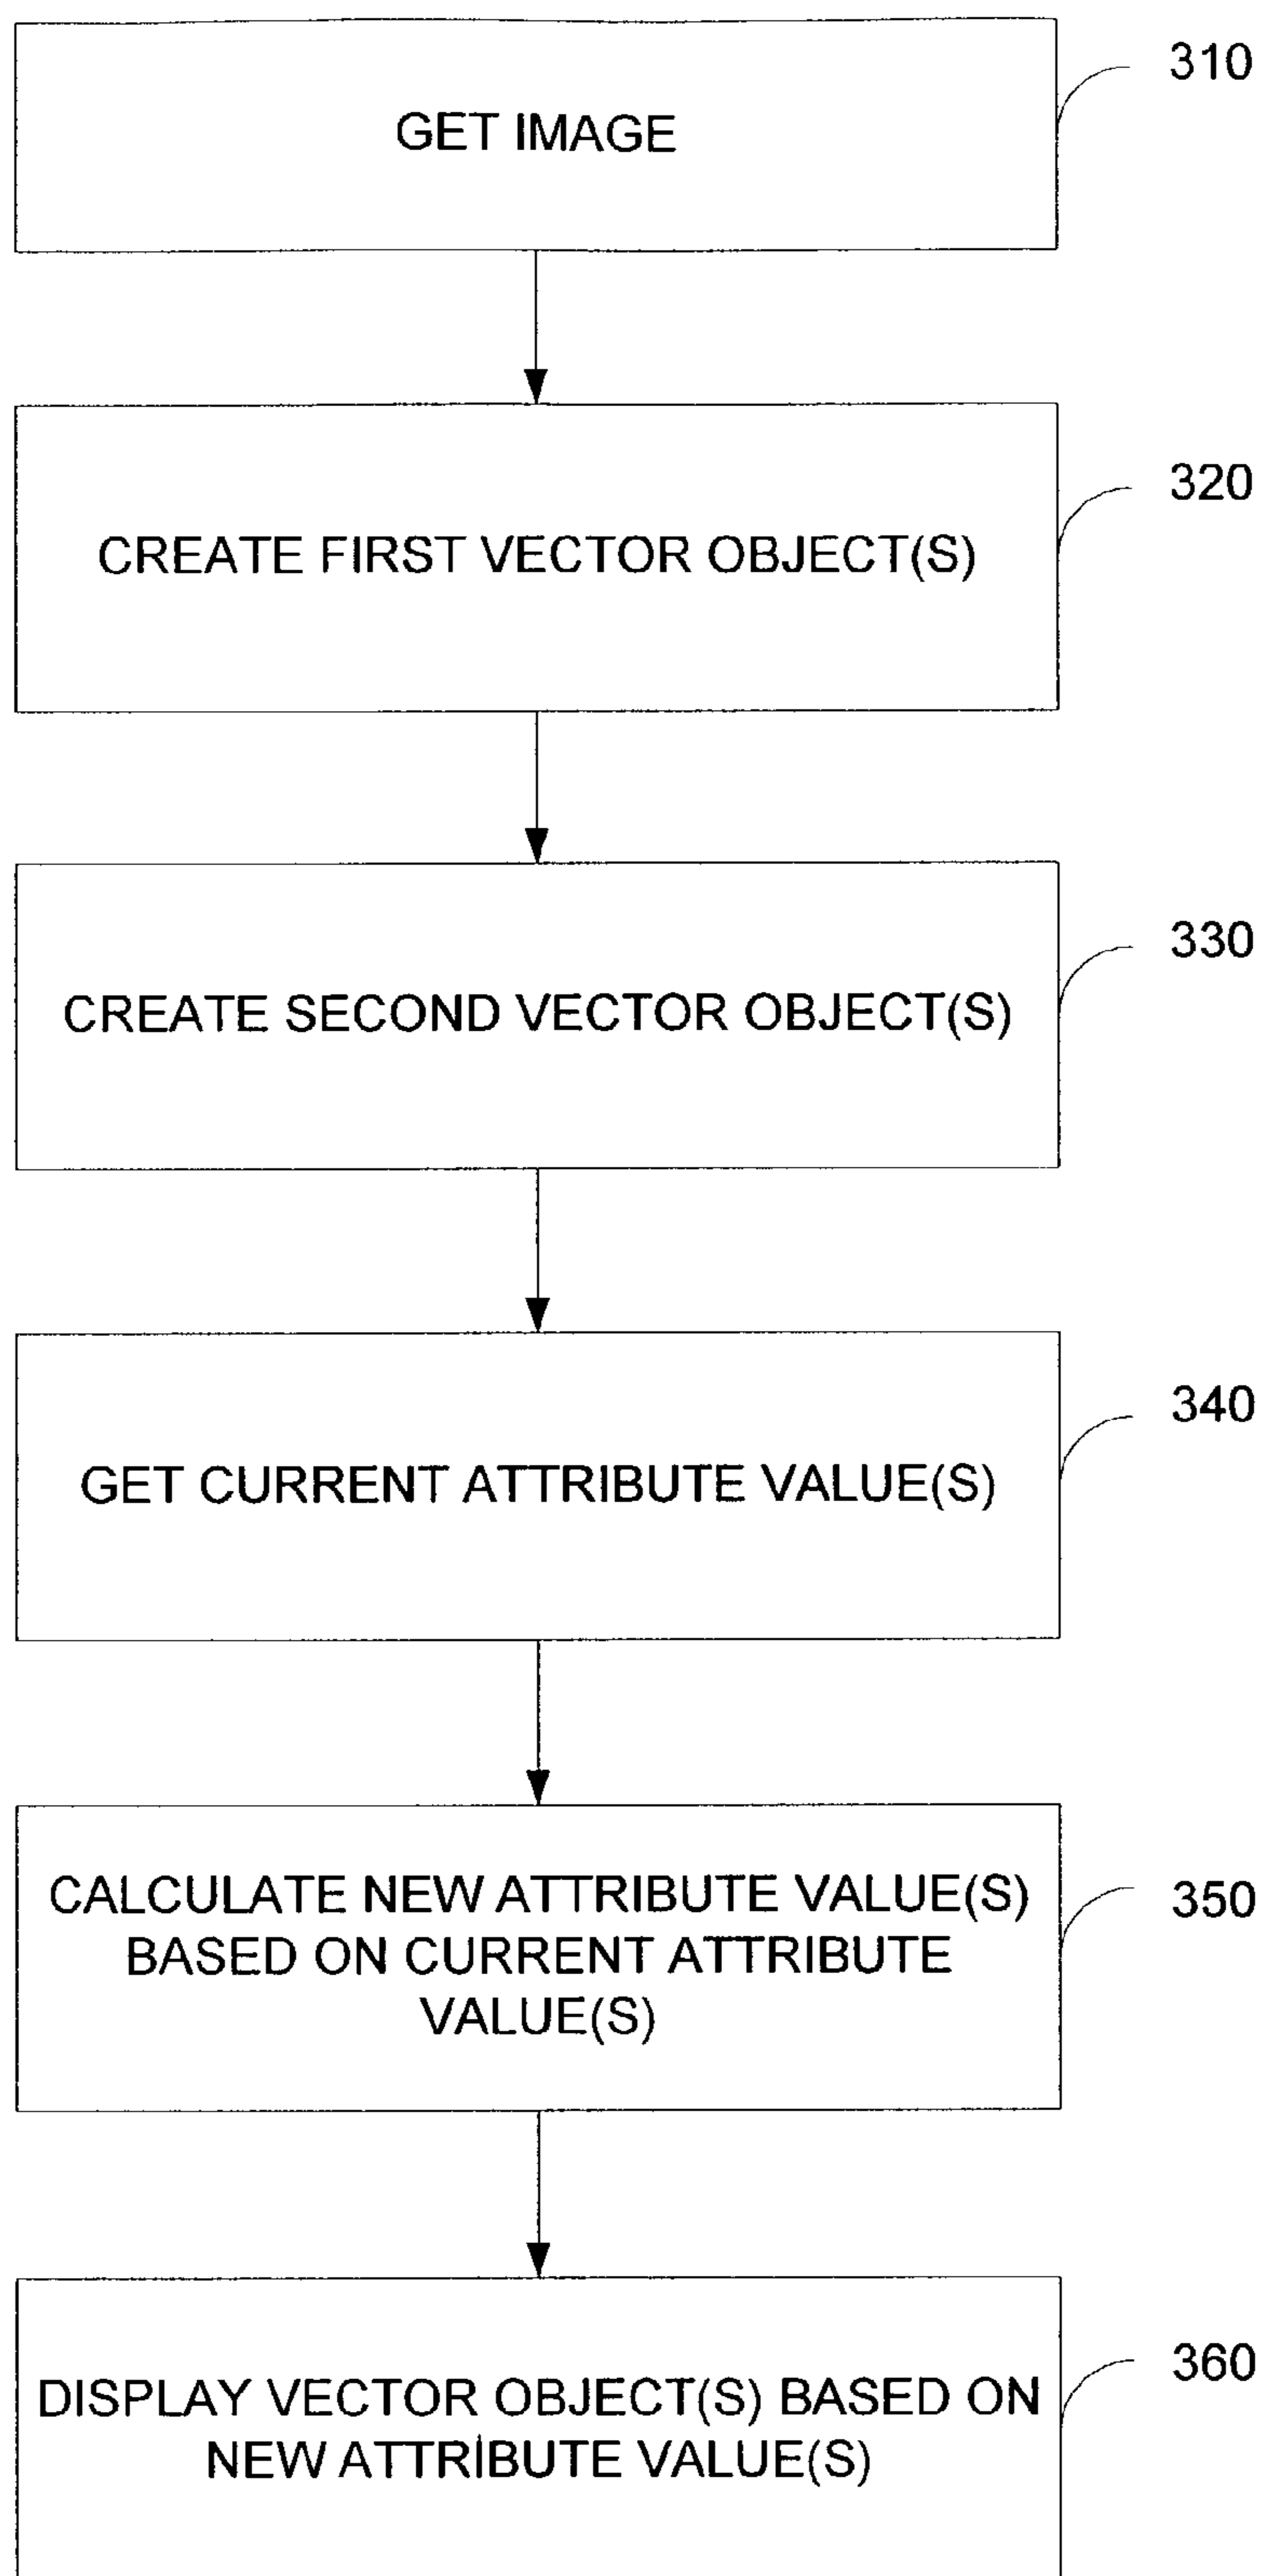 GET IMAGE
310
CREATE FIRST VECTOR OBJECT(S)
320
CREATE SECOND VECTOR OBJECT(S)
330
GET CURRENT ATTRIBUTE VALUE(S)
340
CALCULATE NEW ATTRIBUTE VALUE(S)
BASED ON CURRENT ATTRIBUTE
VALUE(S)
350
DISPLAY VECTOR OBJECT(S) BASED ON
NEW ATTRIBUTE VALUE(S)
360